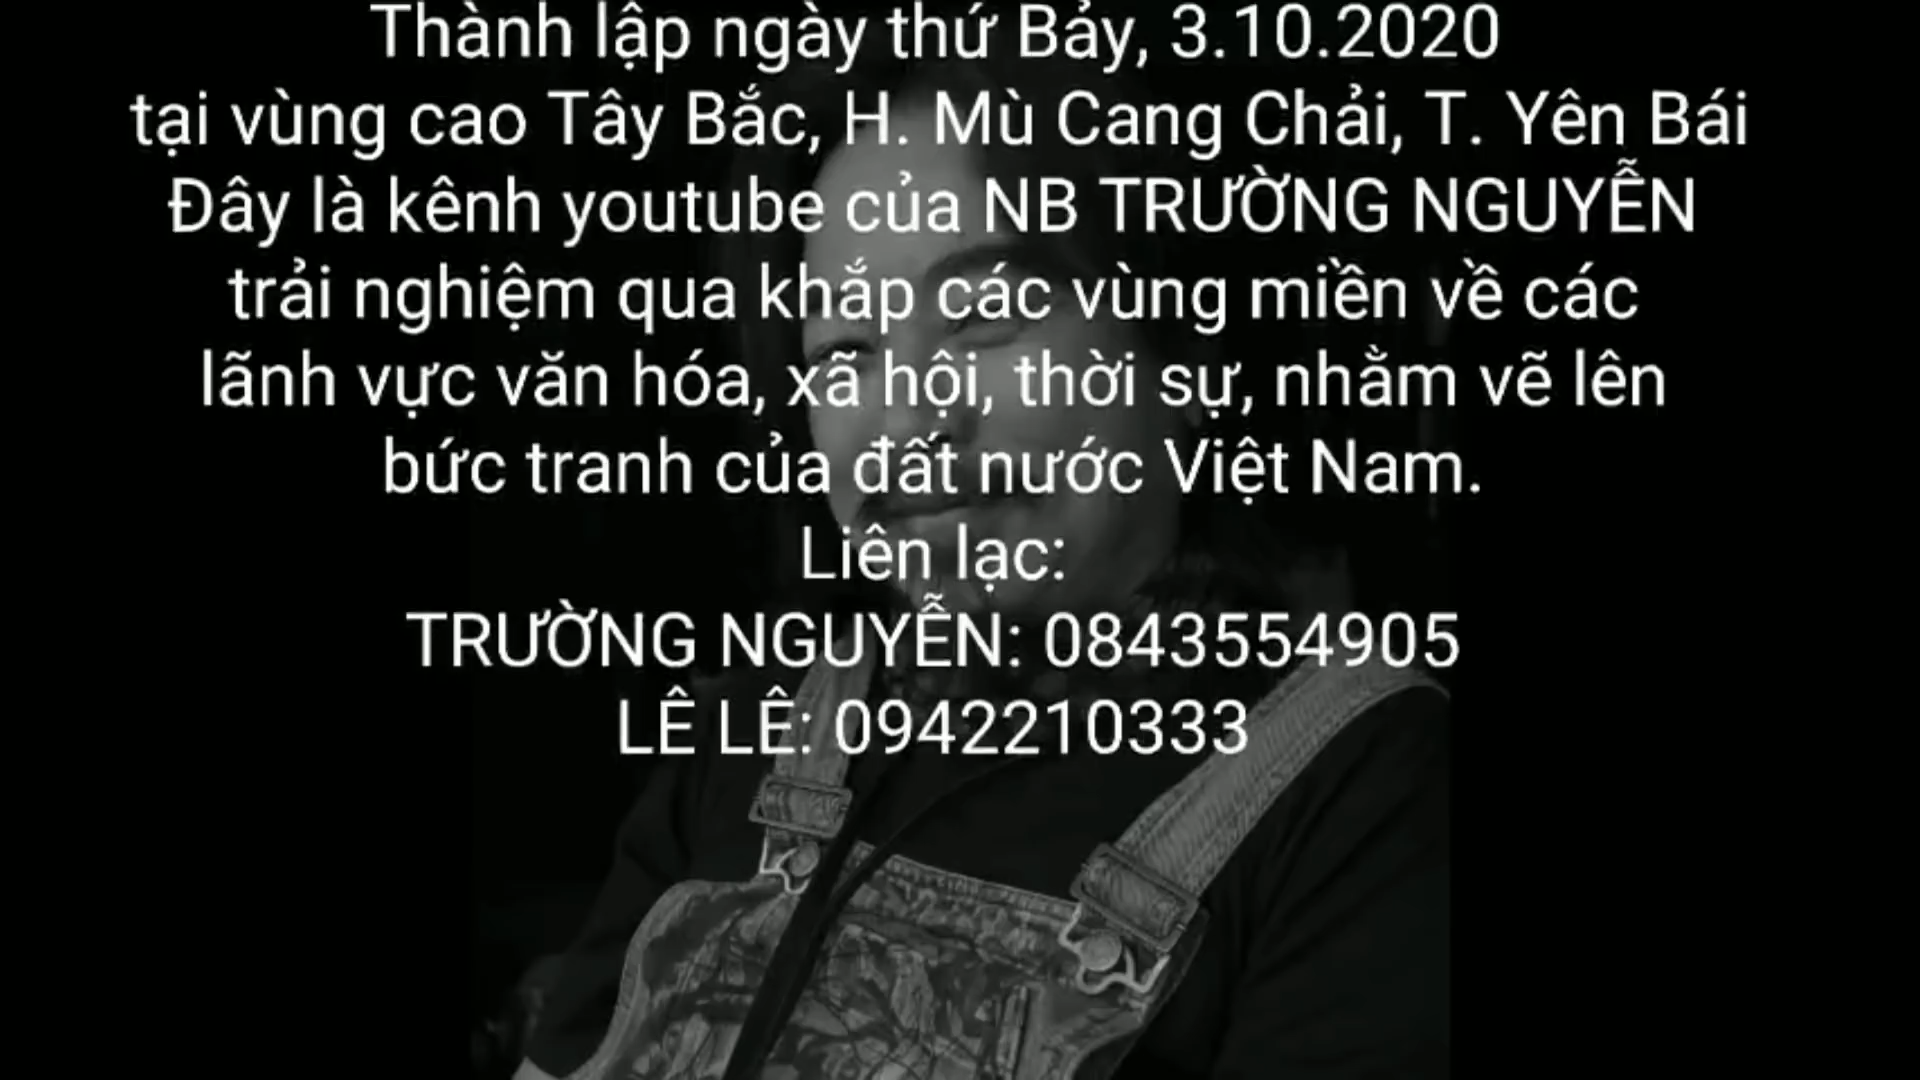 Thành lập ngày thứ Bảy, 3.10.2020
tại vùng cao Tây Bắc, H. Mù Cang Chải, T. Yên Bái
Đây là kênh youtube của NB TRƯỜNG NGUYỄN
trải nghiệm qua khắp các vùng miền về các
lãnh vực văn hóa, xã hội, thời sự, nhằm vẽ lên
bức tranh của đất nước Việt Nam.
Liên lạc:
TRƯỜNG NGUYỄN: 0843554905
LÊ LÊ: 0942210333